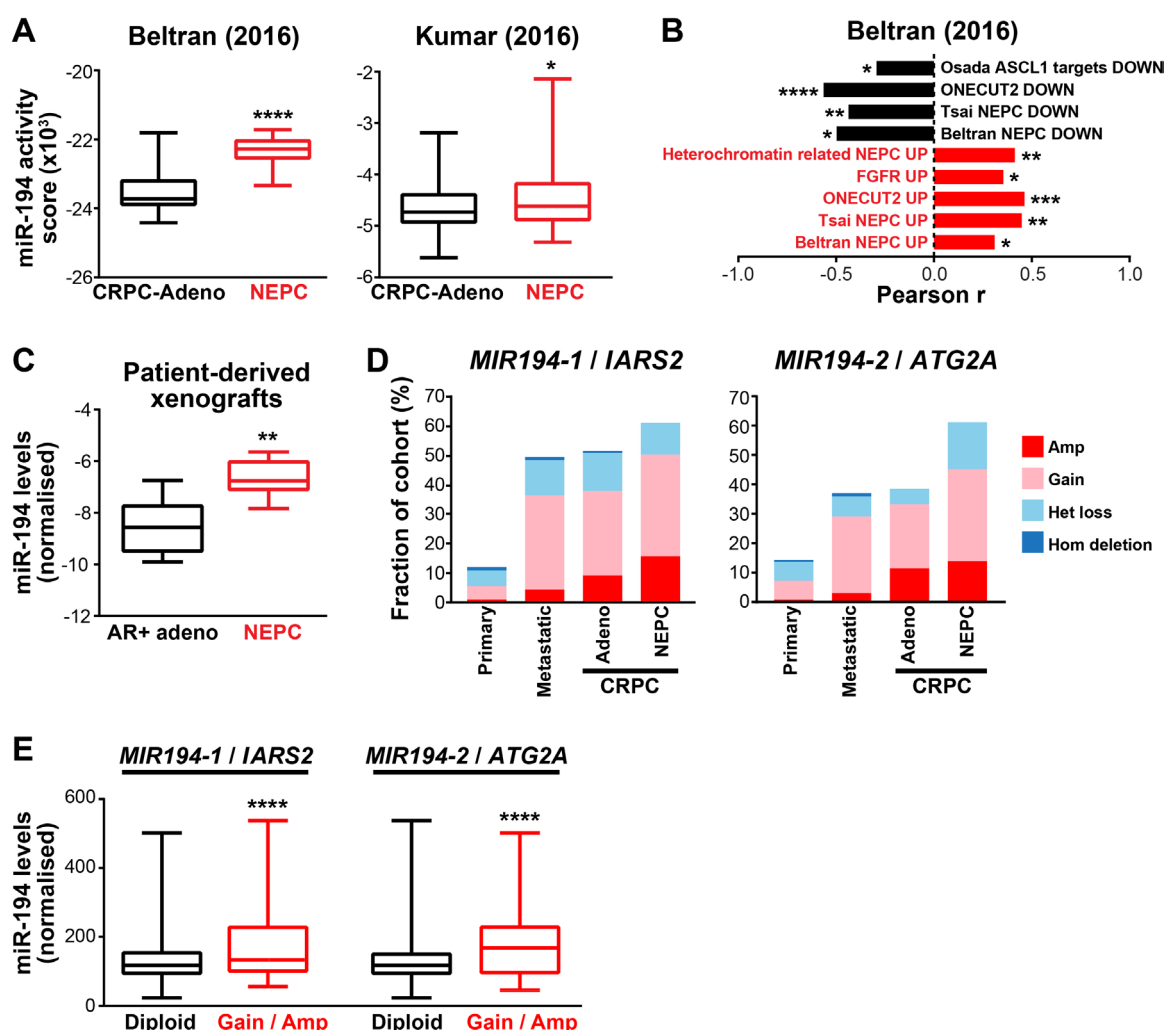 A
Beltran (2016)
Kumar (2016)
miR-194 activity
score (x10³)
-20
-22
-24
-26
****
CRPC-Adeno
NEPC
-2
-3
-4
-5
-6
*
CRPC-Adeno
NEPC
B
Beltran (2016)
* Osada ASCL1 targets DOWN
**** ONECUT2 DOWN
** Tsai NEPC DOWN
* Beltran NEPC DOWN
Heterochromatin related NEPC UP **
FGFR UP *
ONECUT2 UP ***
Tsai NEPC UP **
Beltran NEPC UP *
-1.0 -0.5 0.0 0.5 1.0
Pearson r
C
Patient-derived
xenografts
miR-194 levels
(normalised)
-4
-6
-8
-10
-12
**
AR+ adeno
NEPC
D
MIR194-1 / IARS2
MIR194-2 / ATG2A
Fraction of cohort (%)
70
60
50
40
30
20
10
0
Primary
Metastatic
Adeno
NEPC
CRPC
70
60
50
40
30
20
10
0
Primary
Metastatic
Adeno
NEPC
CRPC
Amp
Gain
Het loss
Hom deletion
E
MIR194-1 / IARS2
MIR194-2 / ATG2A
miR-194 levels
(normalised)
600
400
200
0
****
****
Diploid
Gain / Amp
Diploid
Gain / Amp